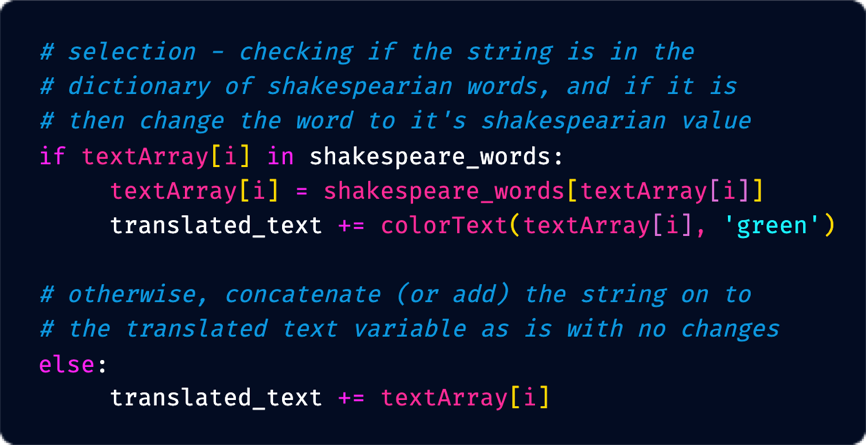 # selection - checking if the string is in the
# dictionary of shakespearian words, and if it is
# then change the word to it's shakespearian value
if textArray[i] in shakespeare_words:
     textArray[i] = shakespeare_words[textArray[i]]
     translated_text += colorText(textArray[i], 'green')
# otherwise, concatenate (or add) the string on to
# the translated text variable as is with no changes
else:
     translated_text += textArray[i]